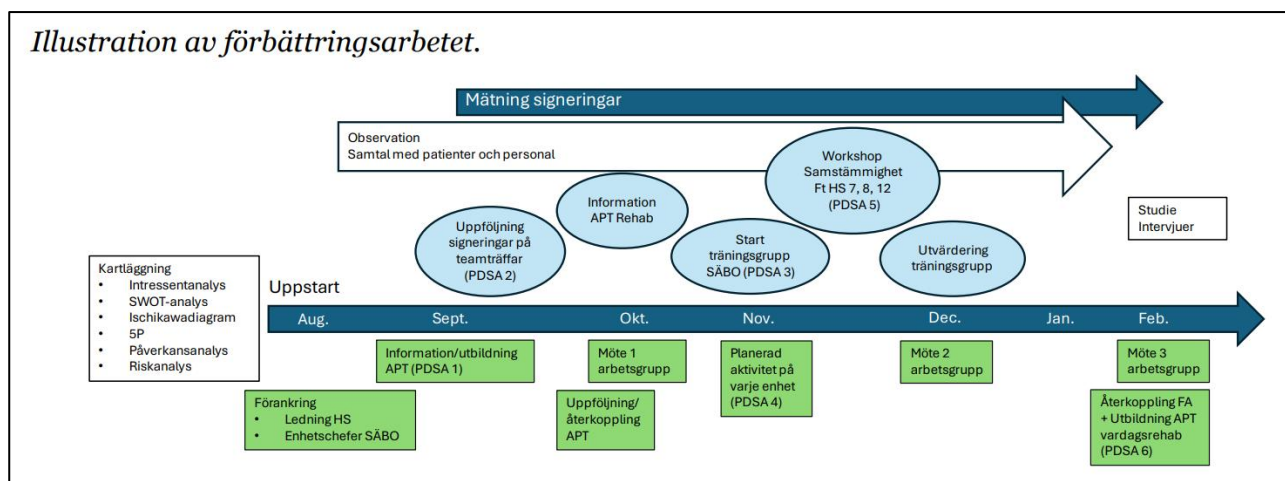 Illustration av förbättringsarbetet.
Mätning signeringar
Observation
Samtal med patienter och personal
Workshop
Samstämmighet
Ft HS 7, 8, 12
(PDSA 5)
Information
APT Rehab
Uppföljning
signeringar på
teamträffar
(PDSA 2)
Start
träningsgrupp
SÄBO (PDSA 3)
Utvärdering
träningsgrupp
Studie
Intervjuer
Kartläggning
• Intressentanalys
• SWOT-analys
• Ischikawadiagram
• 5P
• Påverkansanalys
• Riskanalys
Uppstart
Aug. Sept. Okt. Nov. Dec. Jan. Feb.
Information/utbildning
APT (PDSA 1)
Möte 1
arbetsgrupp
Planerad
aktivitet på
varje enhet
(PDSA 4)
Möte 2
arbetsgrupp
Möte 3
arbetsgrupp
Förankring
• Ledning HS
• Enhetschefer SÄBO
Uppföljning/
återkoppling
APT
Återkoppling FA
+ Utbildning APT
vardagsrehab
(PDSA 6)